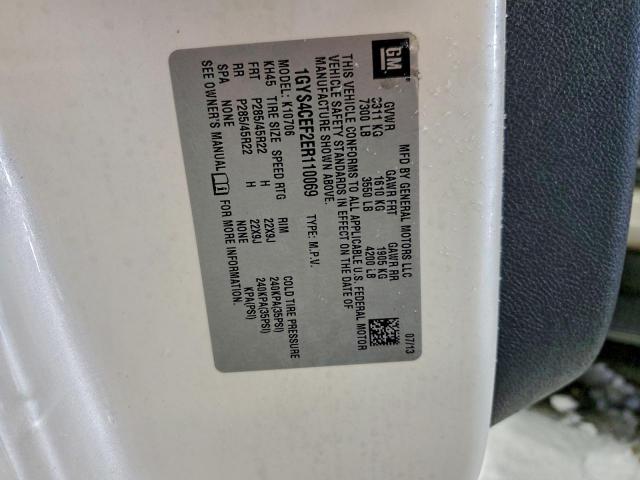 GM
MFD BY GENERAL MOTORS LLC 07/13
GVWR GAWR FRT GAWR RR
3311 KG 1610 KG 1905 KG
7300 LB 3550 LB 4200 LB
THIS VEHICLE CONFORMS TO ALL APPLICABLE U.S. FEDERAL MOTOR
VEHICLE SAFETY STANDARDS IN EFFECT ON THE DATE OF
MANUFACTURE SHOWN ABOVE.
1GYS4CEF2ER110069 TYPE: M.P.V.
MODEL: K10706
KH45 TIRE SIZE SPEED RTG RIM COLD TIRE PRESSURE
FRT P285/45R22 H 22X9J 240KPA(35PSI)
RR P285/45R22 H 22X9J 240KPA(35PSI)
SPA NONE NONE KPA(PSI)
SEE OWNER'S MANUAL FOR MORE INFORMATION.